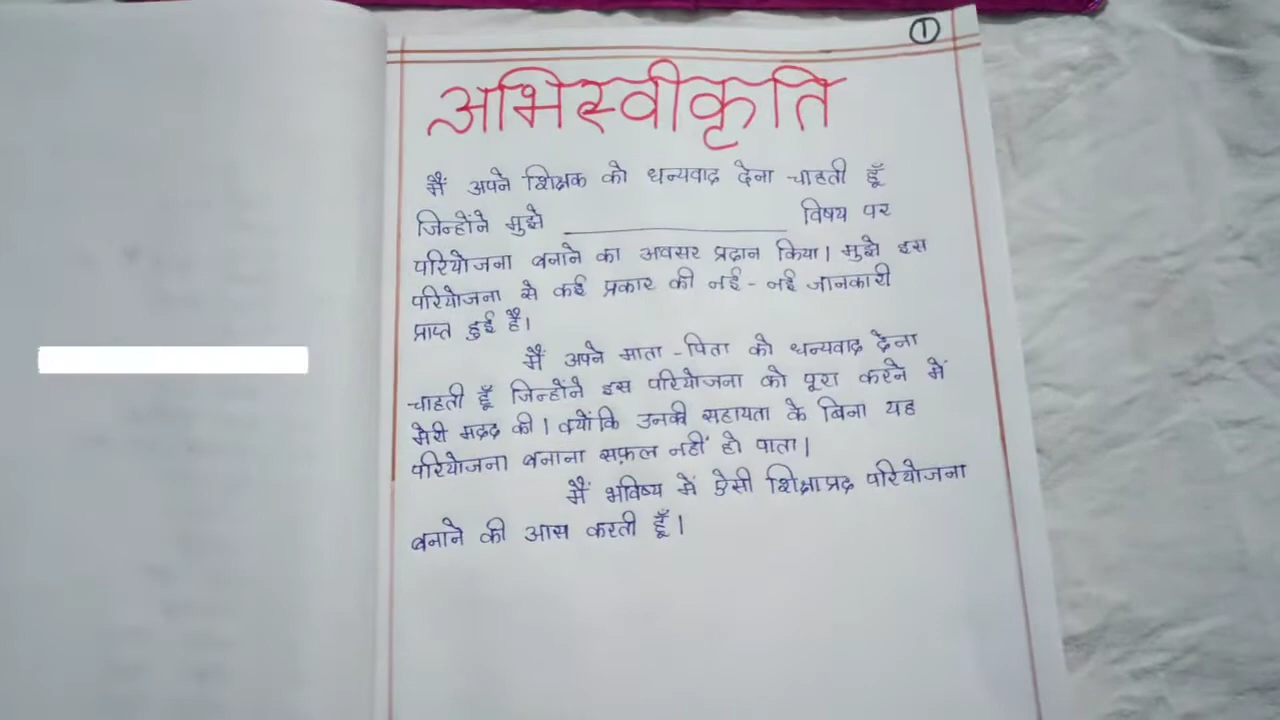 1
अभिस्वीकृति
मैं अपने शिक्षक को धन्यवाद देना चाहती हूँ
जिन्होंने मुझे ____________ विषय पर
परियोजना बनाने का अवसर प्रदान किया। मुझे इस
परियोजना से कई प्रकार की नई - नई जानकारी
प्राप्त हुई है।
मैं अपने माता - पिता को धन्यवाद देना
चाहती हूँ जिन्होंने इस परियोजना को पूरा करने में
मेरी मदद की। क्योंकि उनकी सहायता के बिना यह
परियोजना बनाना सफ़ल नहीं हो पाता।
मैं भविष्य में ऐसी शिक्षाप्रद परियोजना
बनाने की आस करती हूँ।